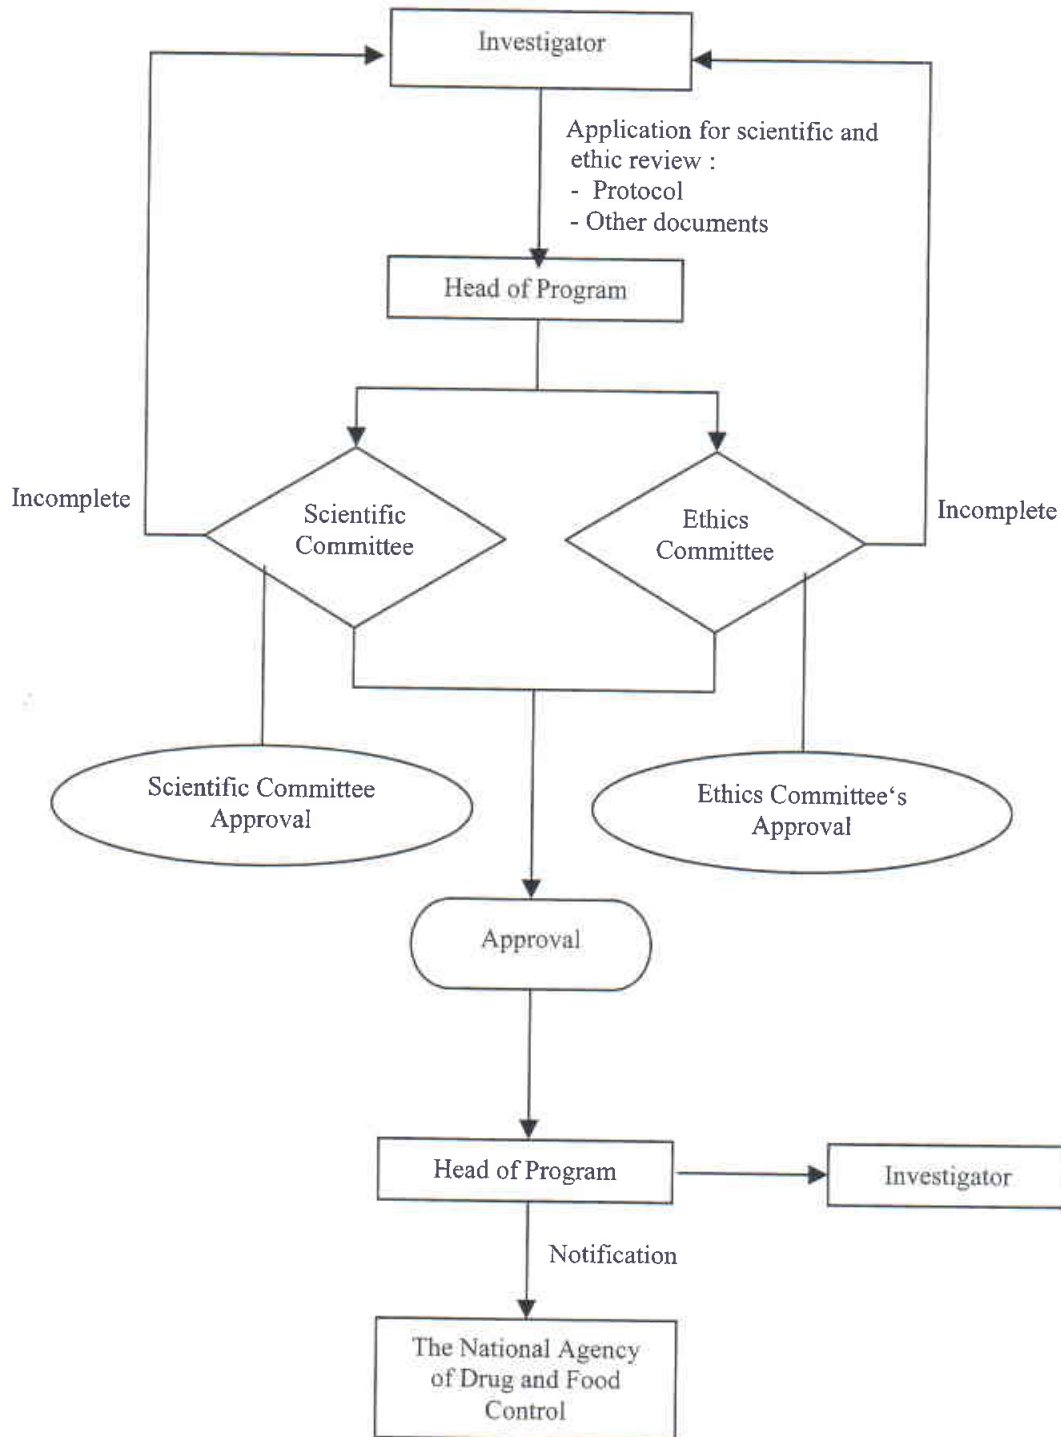 Investigator
Application for scientific and
ethic review :
- Protocol
- Other documents
Head of Program
Incomplete
Scientific
Committee
Ethics
Committee
Incomplete
Scientific Committee
Approval
Ethics Committee‘s
Approval
Approval
Head of Program
Investigator
Notification
The National Agency
of Drug and Food
Control